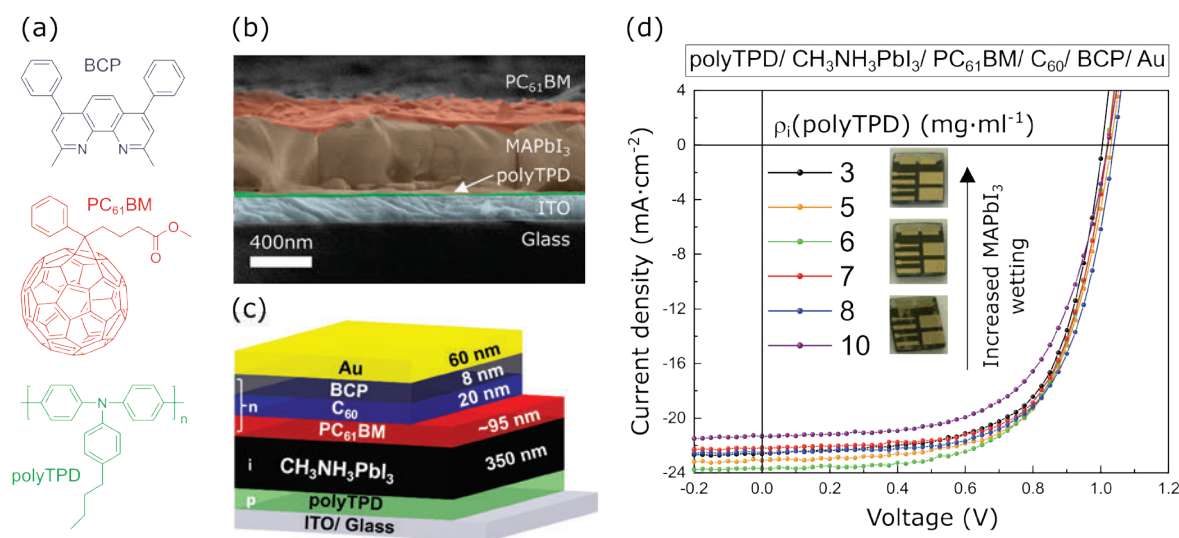 (a)
BCP
N
N
PC₆₁BM
O
O
N
n
polyTPD
(b)
PC₆₁BM
MAPbI₃
polyTPD
ITO
Glass
400nm
(c)
Au
60 nm
BCP
8 nm
C₆₀
20 nm
n
PC₆₁BM
~95 nm
i
CH₃NH₃PbI₃
350 nm
p
polyTPD
ITO/ Glass
(d)
polyTPD/ CH₃NH₃PbI₃/ PC₆₁BM/ C₆₀/ BCP/ Au
ρᵢ(polyTPD) (mg·ml⁻¹)
3
5
6
7
8
10
Increased MAPbI₃
wetting
Current density (mA·cm⁻²)
4
0
-4
-8
-12
-16
-20
-24
-0.2
0.0
0.2
0.4
0.6
0.8
1.0
1.2
Voltage (V)